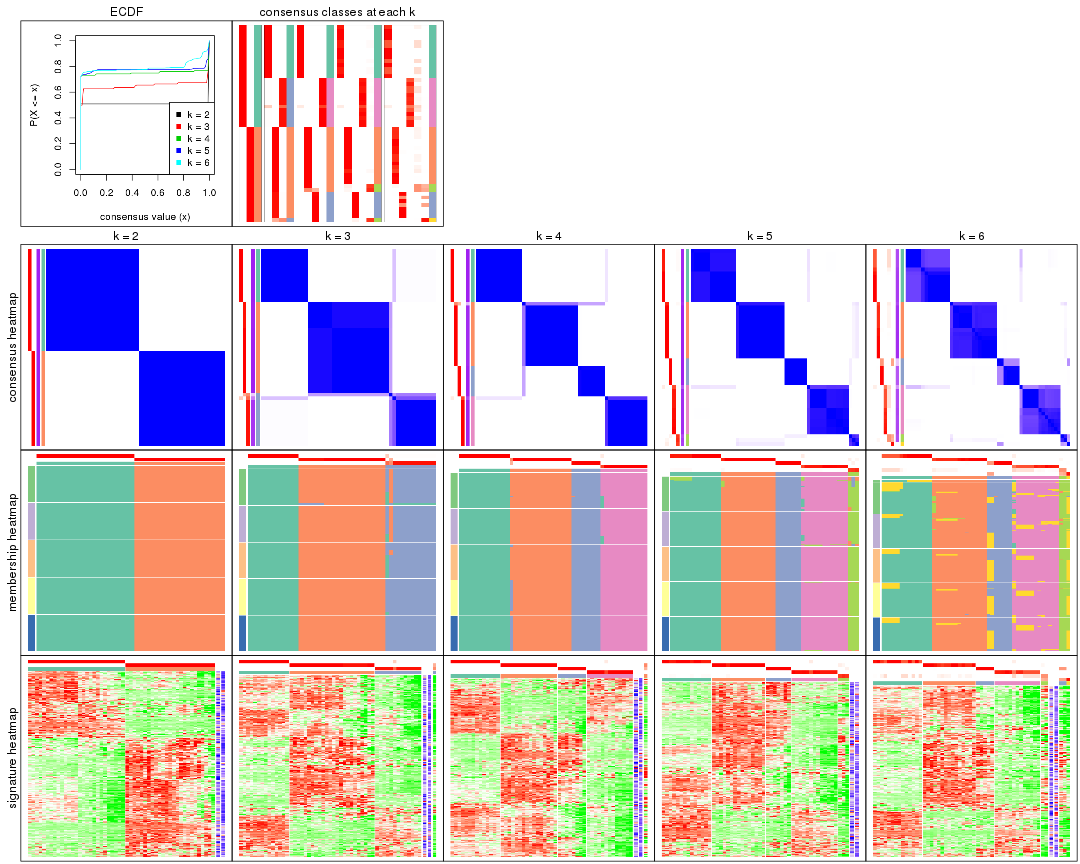 ECDF
consensus classes at each k
P(X <= x)
1.0
0.8
0.6
0.4
0.2
0.0
k = 2
k = 3
k = 4
k = 5
k = 6
0.0 0.2 0.4 0.6 0.8 1.0
consensus value (x)
k = 2
k = 3
k = 4
k = 5
k = 6
consensus heatmap
membership heatmap
signature heatmap